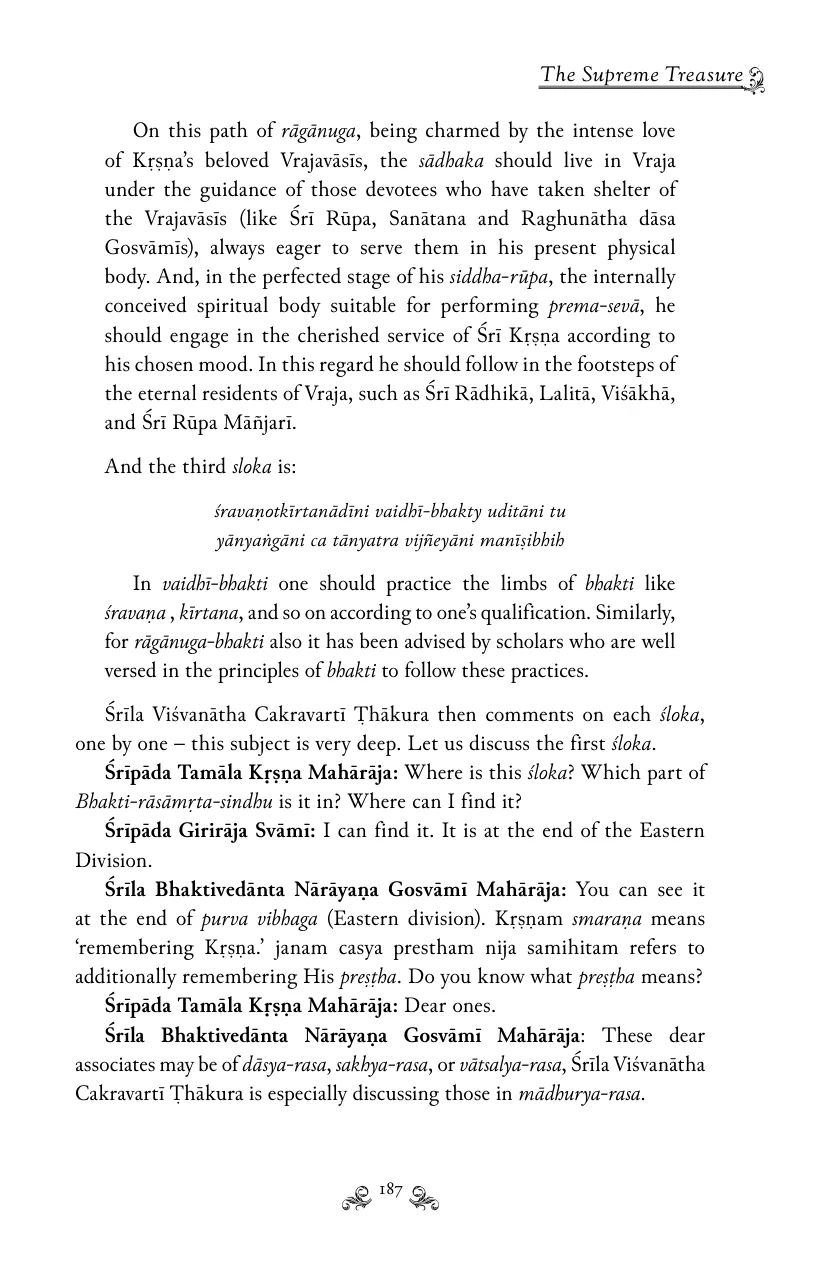 The Supreme Treasure
On this path of rāgānuga, being charmed by the intense love
of Kṛṣṇa’s beloved Vrajavāsīs, the sādhaka should live in Vraja
under the guidance of those devotees who have taken shelter of
the Vrajavāsīs (like Śrī Rūpa, Sanātana and Raghunātha dāsa
Gosvāmīs), always eager to serve them in his present physical
body. And, in the perfected stage of his siddha-rūpa, the internally
conceived spiritual body suitable for performing prema-sevā, he
should engage in the cherished service of Śrī Kṛṣṇa according to
his chosen mood. In this regard he should follow in the footsteps of
the eternal residents of Vraja, such as Śrī Rādhikā, Lalitā, Viśākhā,
and Śrī Rūpa Māñjarī.
And the third sloka is:
śravaṇotkīrtanādīni vaidhī-bhakty uditāni tu
yānyaṅgāni ca tānyatra vijñeyāni manīṣibhih
In vaidhī-bhakti one should practice the limbs of bhakti like
śravaṇa , kīrtana, and so on according to one’s qualification. Similarly,
for rāgānuga-bhakti also it has been advised by scholars who are well
versed in the principles of bhakti to follow these practices.
Śrīla Viśvanātha Cakravartī Ṭhākura then comments on each śloka,
one by one – this subject is very deep. Let us discuss the first śloka.
Śrīpāda Tamāla Kṛṣṇa Mahārāja: Where is this śloka? Which part of
Bhakti-rāsāmṛta-sindhu is it in? Where can I find it?
Śrīpāda Girirāja Svāmī: I can find it. It is at the end of the Eastern
Division.
Śrīla Bhaktivedānta Nārāyaṇa Gosvāmī Mahārāja: You can see it
at the end of purva vibhaga (Eastern division). Kṛṣṇam smaraṇa means
‘remembering Kṛṣṇa.’ janam casya prestham nija samihitam refers to
additionally remembering His preṣṭha. Do you know what preṣṭha means?
Śrīpāda Tamāla Kṛṣṇa Mahārāja: Dear ones.
Śrīla Bhaktivedānta Nārāyaṇa Gosvāmī Mahārāja: These dear
associates may be of dāsya-rasa, sakhya-rasa, or vātsalya-rasa, Śrīla Viśvanātha
Cakravartī Ṭhākura is especially discussing those in mādhurya-rasa.
187